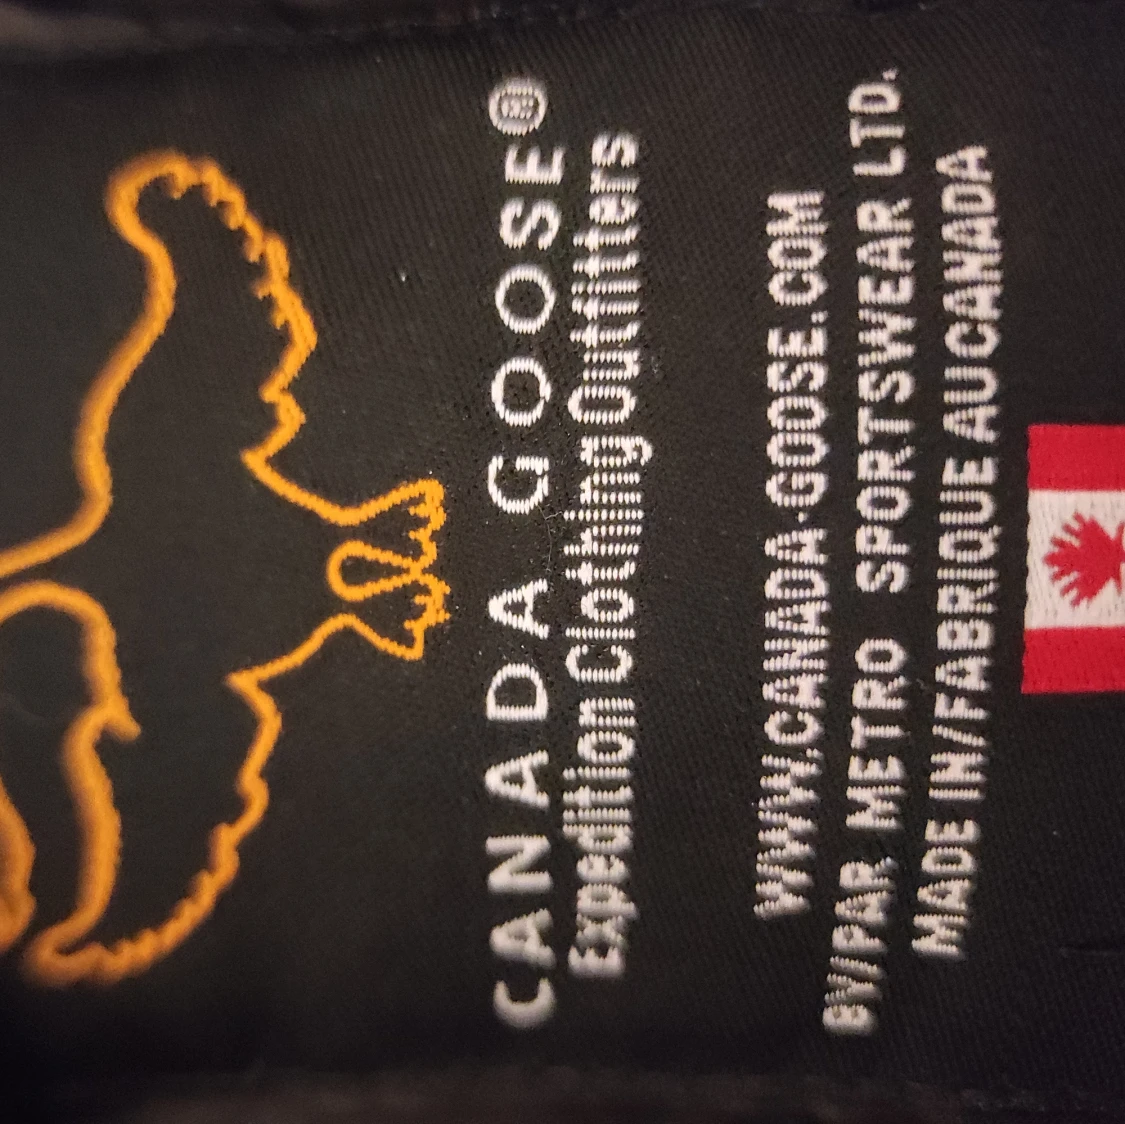 CANADA GOOSE®
Expedition Clothing Outfitters
WWW.CANADA-GOOSE.COM
BY/PAR METRO SPORTSWEAR LTD.
MADE IN/FABRIQUE AU CANADA